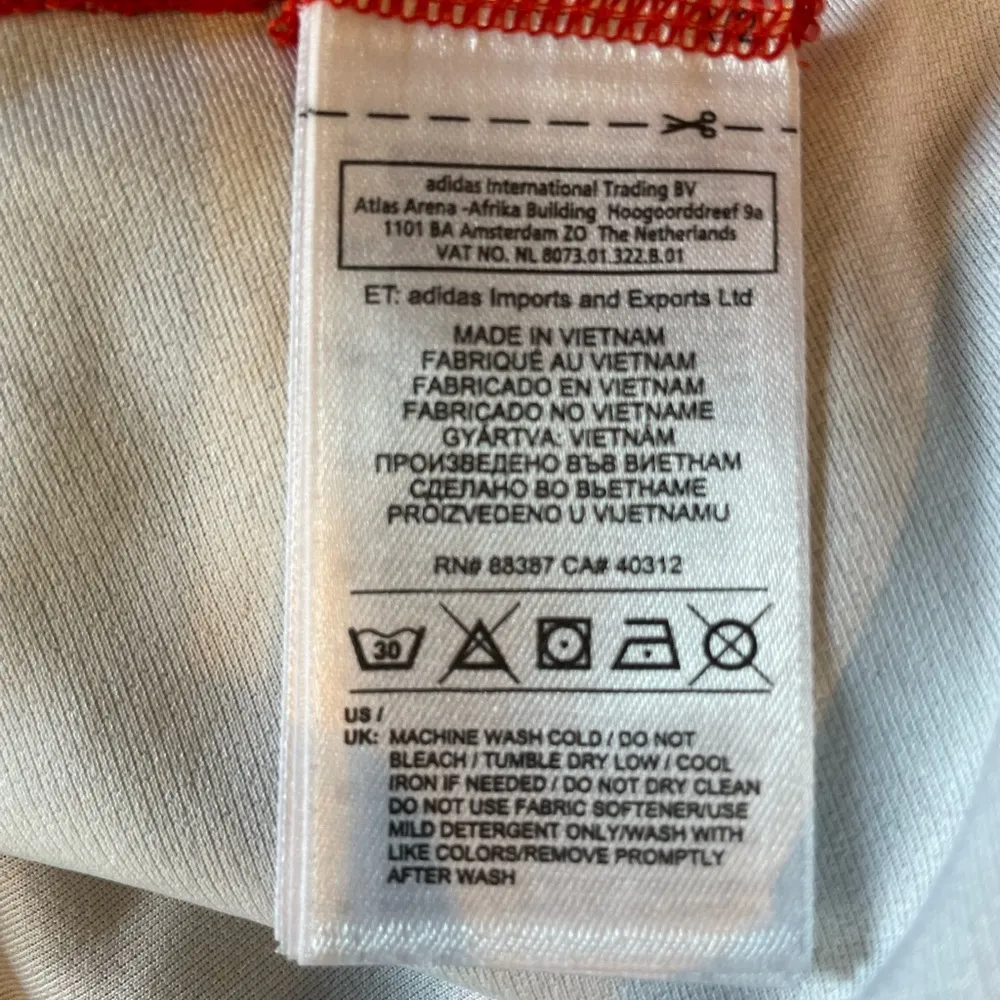 adidas International Trading BV
Atlas Arena -Afrika Building Hoogoorddreef 9a
1101 BA Amsterdam ZO The Netherlands
VAT NO. NL 8073.01.322.B.01
ET: adidas Imports and Exports Ltd
MADE IN VIETNAM
FABRIQUÉ AU VIETNAM
FABRICADO EN VIETNAM
FABRICADO NO VIETNAME
GYÁRTVA: VIETNÁM
ПРОИЗВЕДЕНО ВЪВ ВИЕТНАМ
СДЕЛАНО ВО ВЬЕТНАМЕ
PROIZVEDENO U VIJETNAMU
RN# 88387 CA# 40312
30
US /
UK: MACHINE WASH COLD / DO NOT
BLEACH / TUMBLE DRY LOW / COOL
IRON IF NEEDED / DO NOT DRY CLEAN
DO NOT USE FABRIC SOFTENER/USE
MILD DETERGENT ONLY/WASH WITH
LIKE COLORS/REMOVE PROMPTLY
AFTER WASH